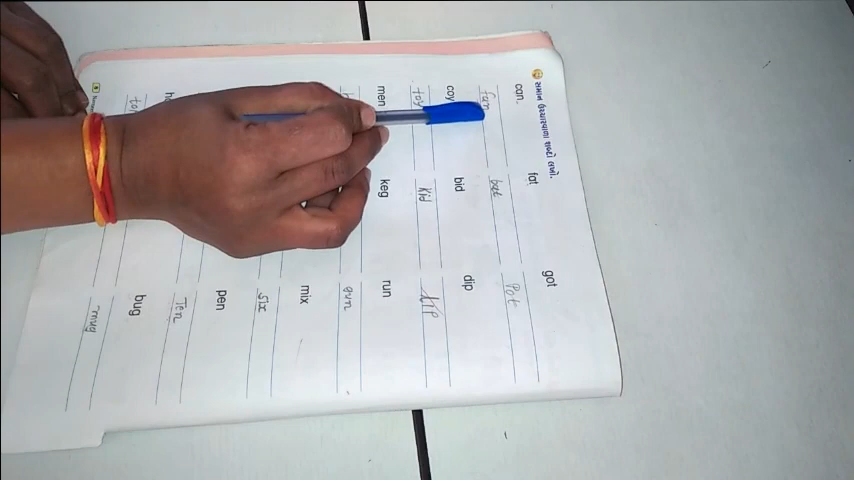 સમાન ઉચ્ચારવાળા શબ્દો લખો.
can fat got
fan bat Pot
coy bid dip
toy kid
men keg run
gun
mix
six
pen
Ten
bug
mug